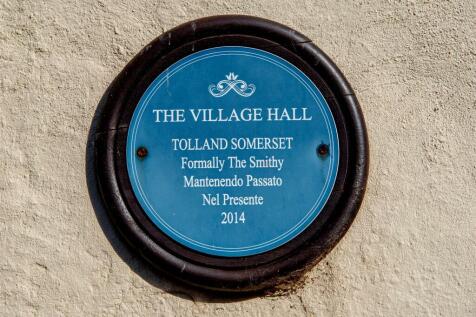 THE VILLAGE HALL
TOLLAND SOMERSET
Formally The Smithy
Mantenendo Passato
Nel Presente
2014